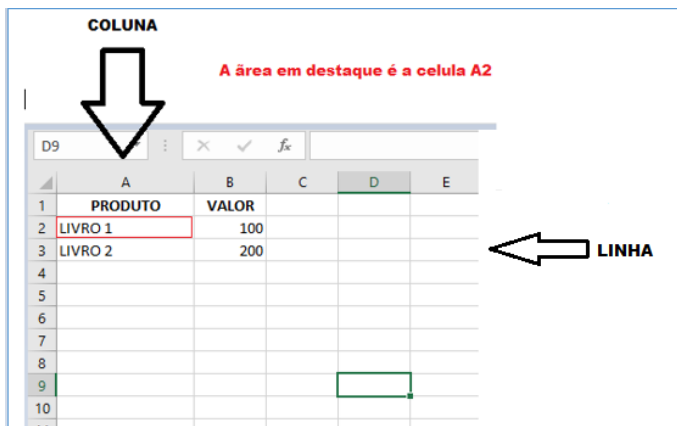 COLUNA
A ãrea em destaque é a celula A2
D9 fx
A B C D E
1 PRODUTO VALOR
2 LIVRO 1 100
3 LIVRO 2 200
LINHA
4
5
6
7
8
9
10